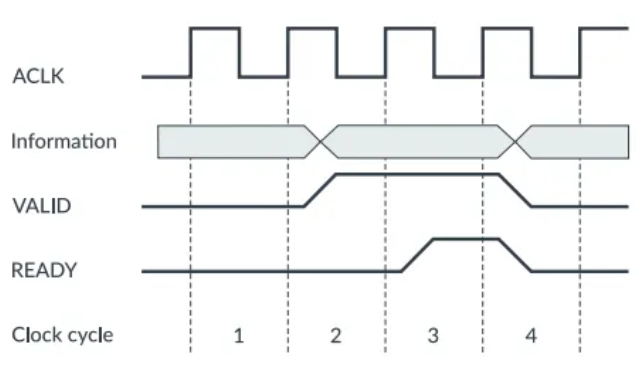 ACLK
Information
VALID
READY
Clock cycle 1 2 3 4